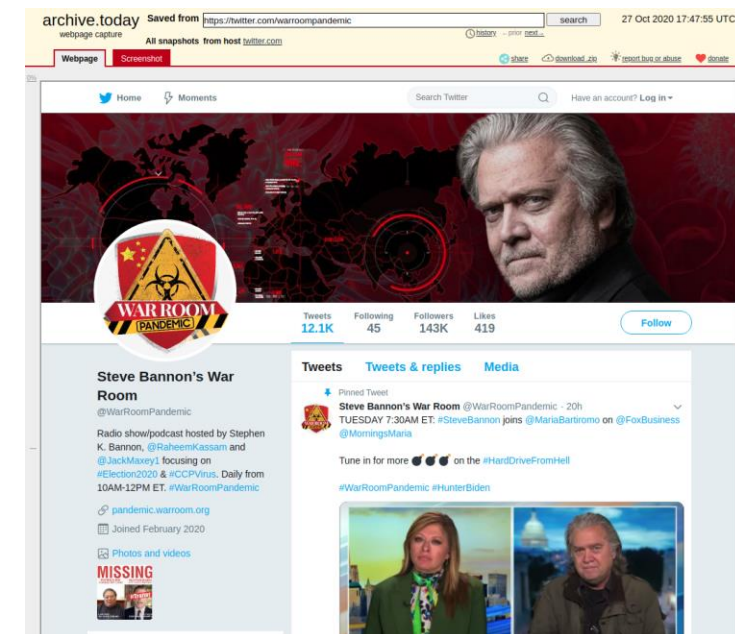 archive.today
webpage capture
Saved from https://twitter.com/warroompandemic
search
27 Oct 2020 17:47:55 UTC
history ←prior next→
All snapshots from host twitter.com
Webpage
Screenshot
share
download .zip
report bug or abuse
donate
0%
Home
Moments
Search Twitter
Have an account? Log in
WAR ROOM
PANDEMIC
Tweets Following Followers Likes
12.1K 45 143K 419
Follow
Steve Bannon's War
Room
@WarRoomPandemic
Radio show/podcast hosted by Stephen
K. Bannon, @RaheemKassam and
@JackMaxey1 focusing on
#Election2020 & #CCPVirus. Daily from
10AM-12PM ET. #WarRoomPandemic
pandemic.warroom.org
Joined February 2020
Photos and videos
MISSING
Tweets Tweets & replies Media
Pinned Tweet
Steve Bannon's War Room @WarRoomPandemic · 20h
TUESDAY 7:30AM ET: #SteveBannon joins @MariaBartiromo on @FoxBusiness
@MorningsMaria
Tune in for more 💣💣💣 on the #HardDriveFromHell
#WarRoomPandemic #HunterBiden